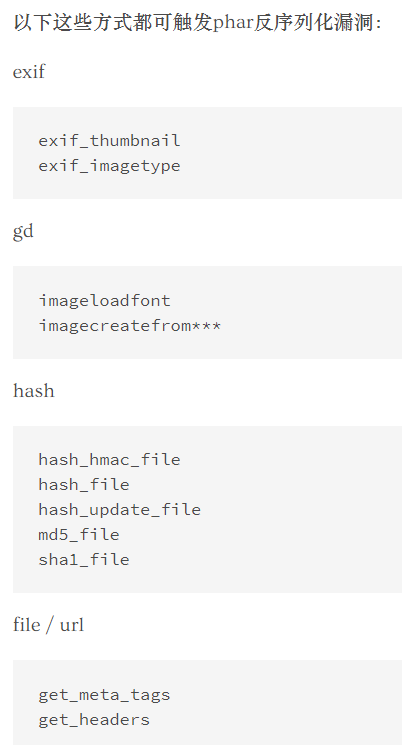 以下这些方式都可触发phar反序列化漏洞：
exif
exif_thumbnail
exif_imagetype
gd
imageloadfont
imagecreatefrom***
hash
hash_hmac_file
hash_file
hash_update_file
md5_file
sha1_file
file / url
get_meta_tags
get_headers